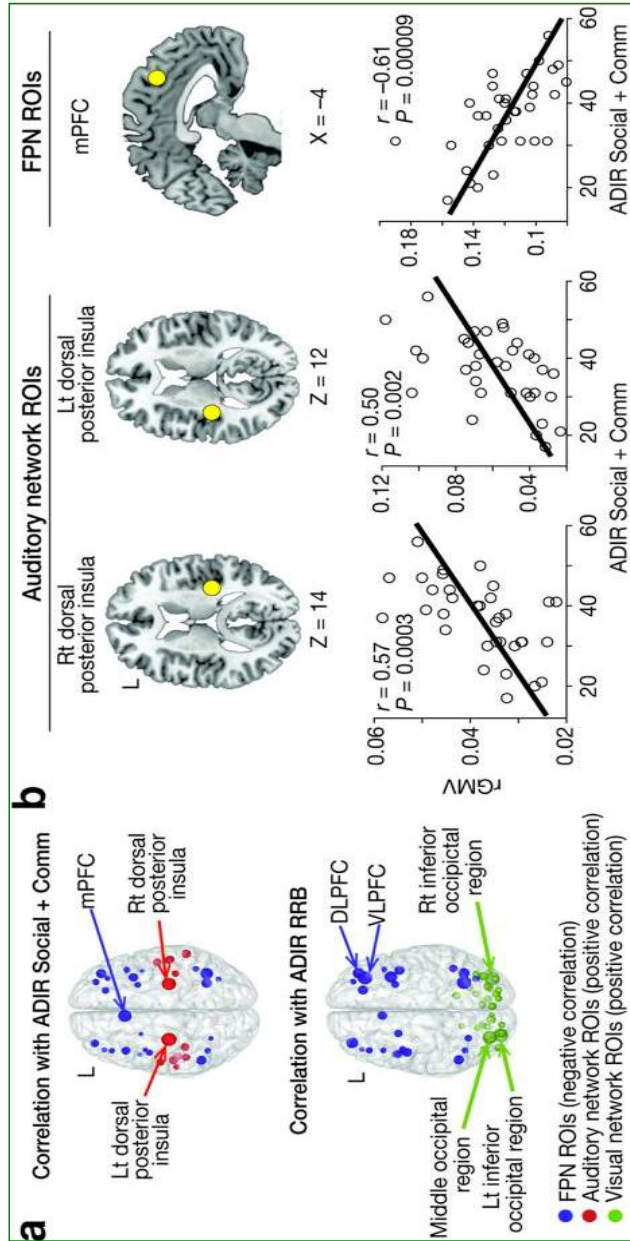 a
Correlation with ADIR Social + Comm
L
mPFC
Lt dorsal
posterior
insula
Rt dorsal
posterior
insula
Correlation with ADIR RRB
L
DLPFC
VLPFC
Middle occipital
region
Lt inferior
occipital region
Rt inferior
occipictal
region
FPN ROIs (negative correlation)
Auditory network ROIs (positive correlation)
Visual network ROIs (positive correlation)
b
Auditory network ROIs
FPN ROIs
Rt dorsal
posterior insula
Lt dorsal
posterior insula
mPFC
L
Z = 14
Z = 12
X = –4
rGMV
0.06
0.04
0.02
r = 0.57
P = 0.0003
20
40
60
0.12
0.08
0.04
r = 0.50
P = 0.002
20
40
60
ADIR Social + Comm
0.18
0.14
0.1
r = –0.61
P = 0.00009
20
40
60
ADIR Social + Comm